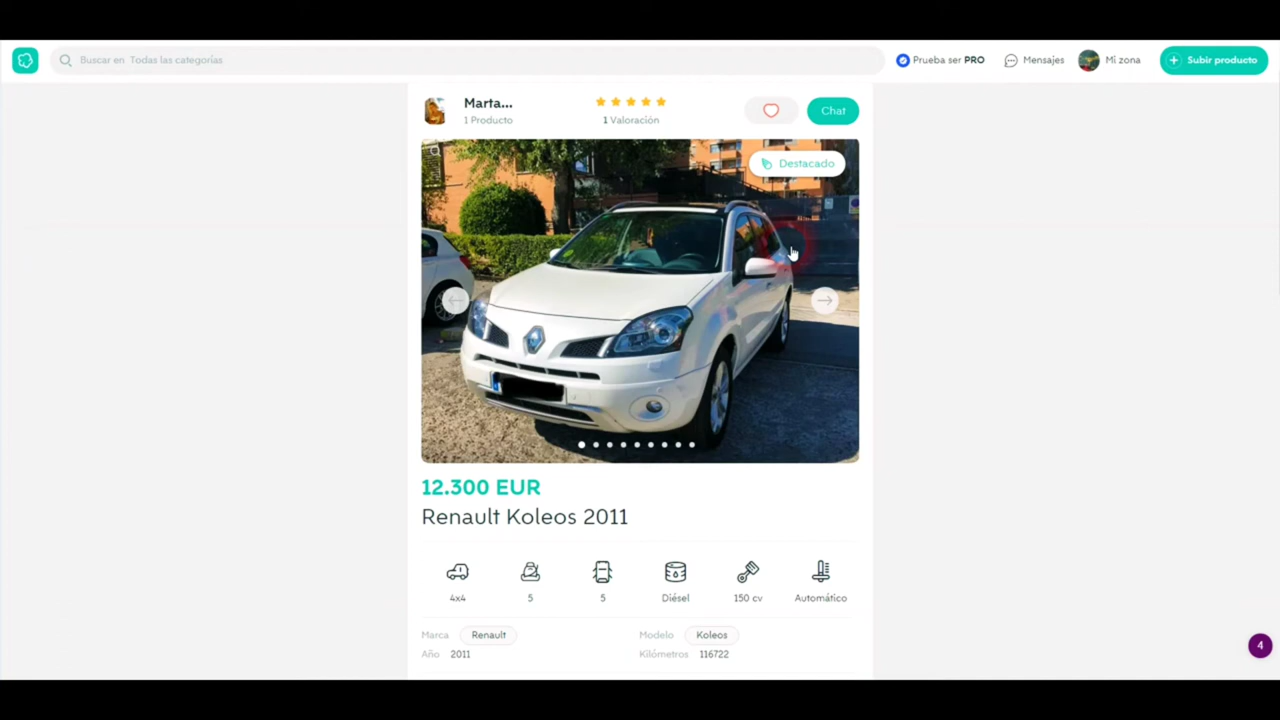 Buscar en Todas las categorías
Prueba ser PRO
Mensajes
Mi zona
Subir producto
Marta...
1 Producto
1 Valoración
Chat
Destacado
12.300 EUR
Renault Koleos 2011
4x4
5
5
Diésel
150 cv
Automático
Marca Renault
Modelo Koleos
Año 2011
Kilómetros 116722
4